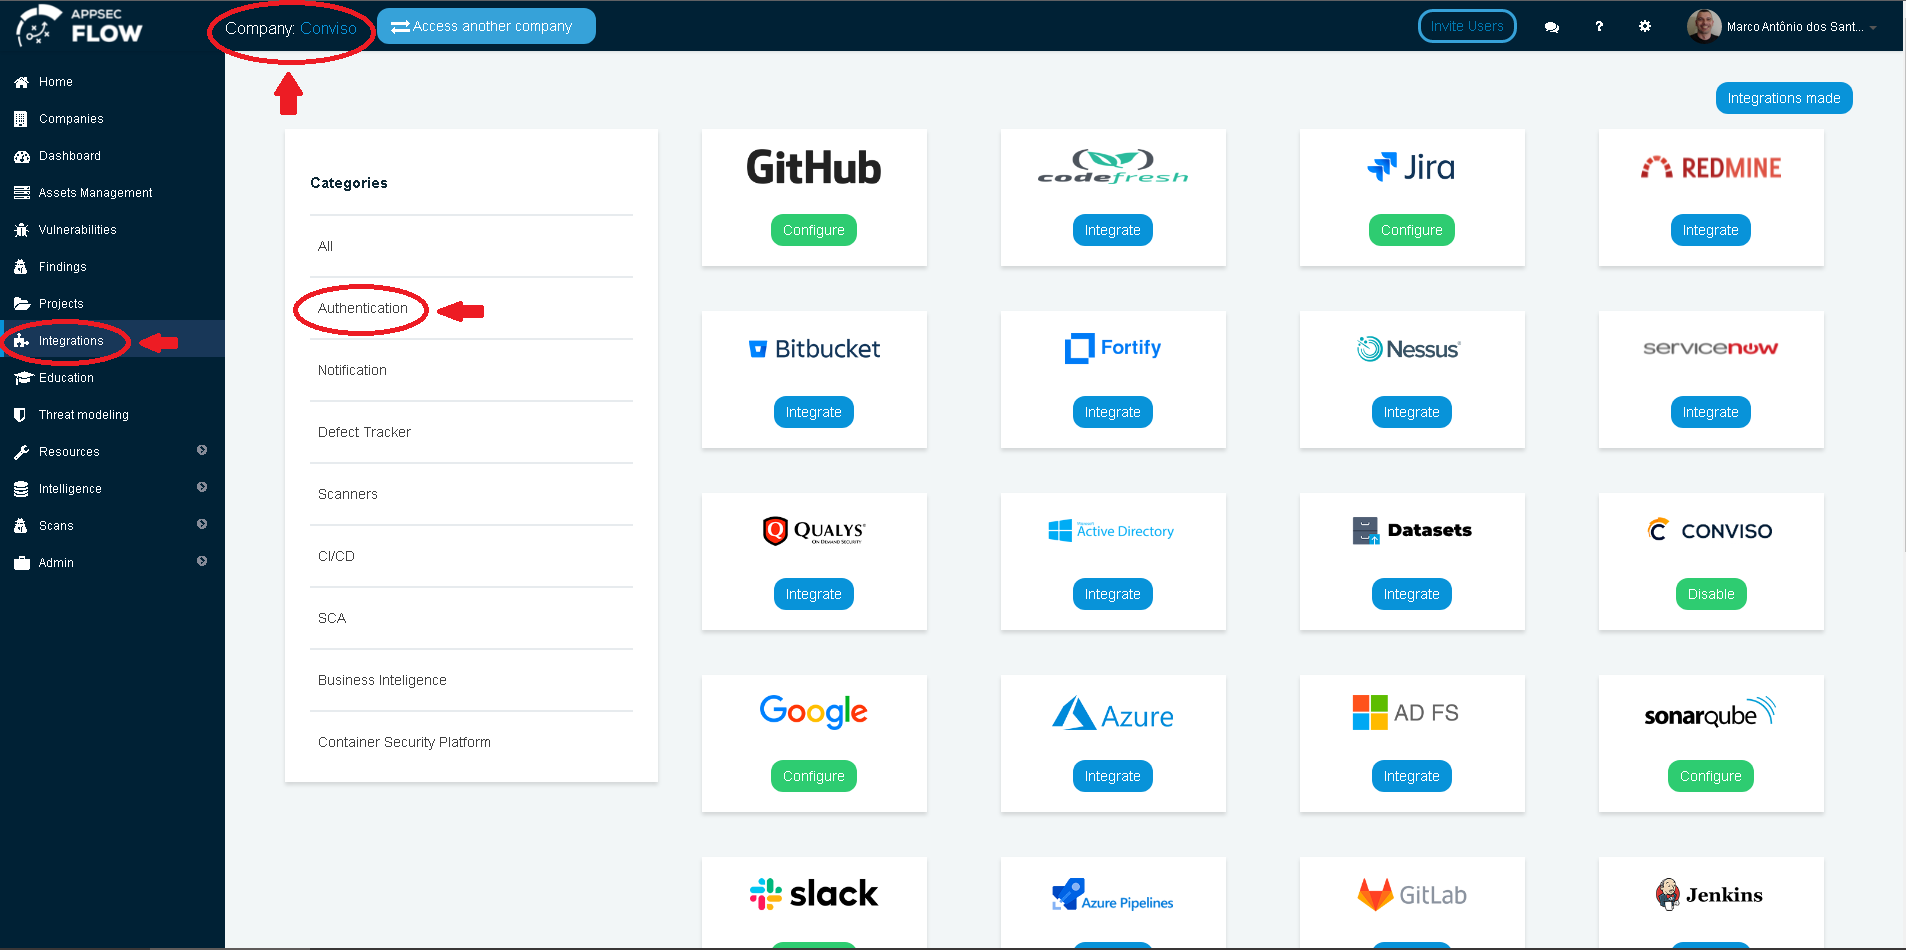 APPSEC
FLOW
Company: Conviso
Access another company
Invite Users
?
Marco Antônio dos Sant...
Home
Companies
Dashboard
Assets Management
Vulnerabilities
Findings
Projects
Integrations
Education
Threat modeling
Resources
Intelligence
Scans
Admin
Integrations made
Categories
All
Authentication
Notification
Defect Tracker
Scanners
CI/CD
SCA
Business Inteligence
Container Security Platform
GitHub
Configure
codefresh
Integrate
Jira
Configure
REDMINE
Integrate
Bitbucket
Integrate
Fortify
Integrate
Nessus
Integrate
servicenow
Integrate
QUALYS
ON DEMAND SECURITY
Integrate
Microsoft
Active Directory
Integrate
Datasets
Integrate
CONVISO
Disable
Google
Configure
Azure
Integrate
AD FS
Integrate
sonarqube
Configure
slack
Azure Pipelines
GitLab
Jenkins